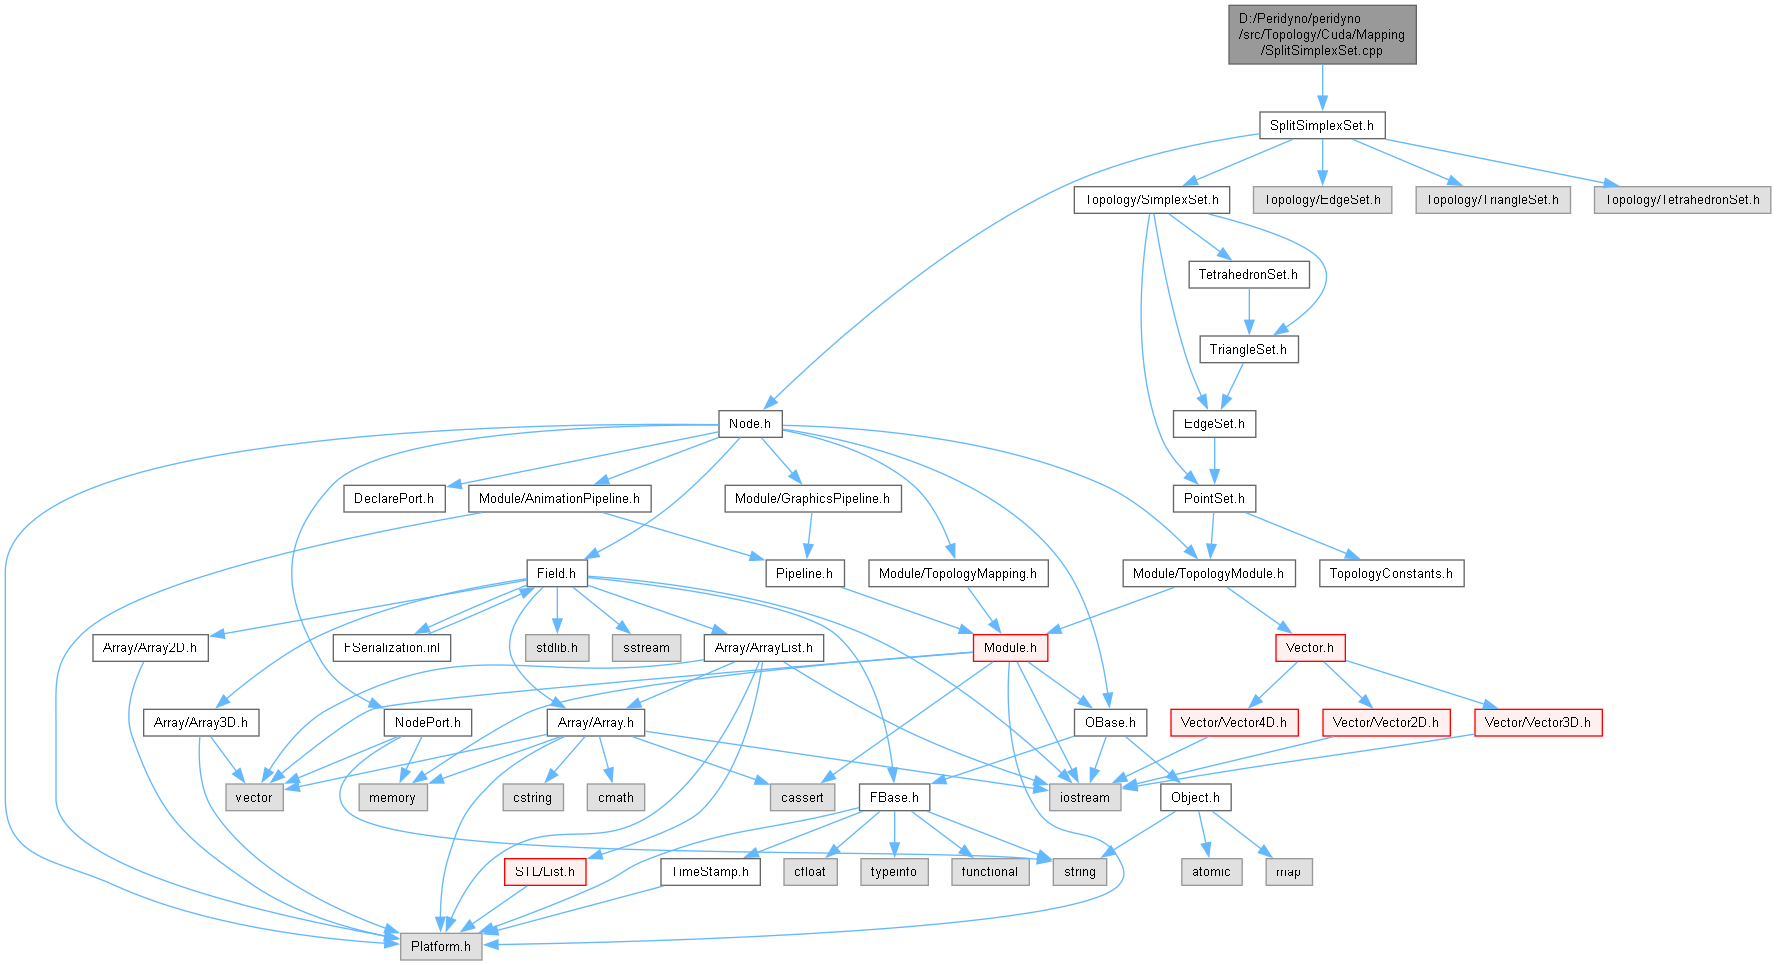 D:/Peridyno/peridyno
/src/Topology/Cuda/Mapping
/SplitSimplexSet.cpp
SplitSimplexSet.h
Topology/SimplexSet.h
Topology/EdgeSet.h
Topology/TriangleSet.h
Topology/TetrahedronSet.h
TetrahedronSet.h
TriangleSet.h
Node.h
EdgeSet.h
DeclarePort.h
Module/AnimationPipeline.h
Module/GraphicsPipeline.h
PointSet.h
Field.h
Pipeline.h
Module/TopologyMapping.h
Module/TopologyModule.h
TopologyConstants.h
Array/Array2D.h
FSerialization.inl
stdlib.h
sstream
Array/ArrayList.h
Module.h
Vector.h
Array/Array3D.h
NodePort.h
Array/Array.h
OBase.h
Vector/Vector4D.h
Vector/Vector2D.h
Vector/Vector3D.h
vector
memory
cstring
cmath
cassert
FBase.h
iostream
Object.h
STL/List.h
TimeStamp.h
cfloat
typeinfo
functional
string
atomic
map
Platform.h